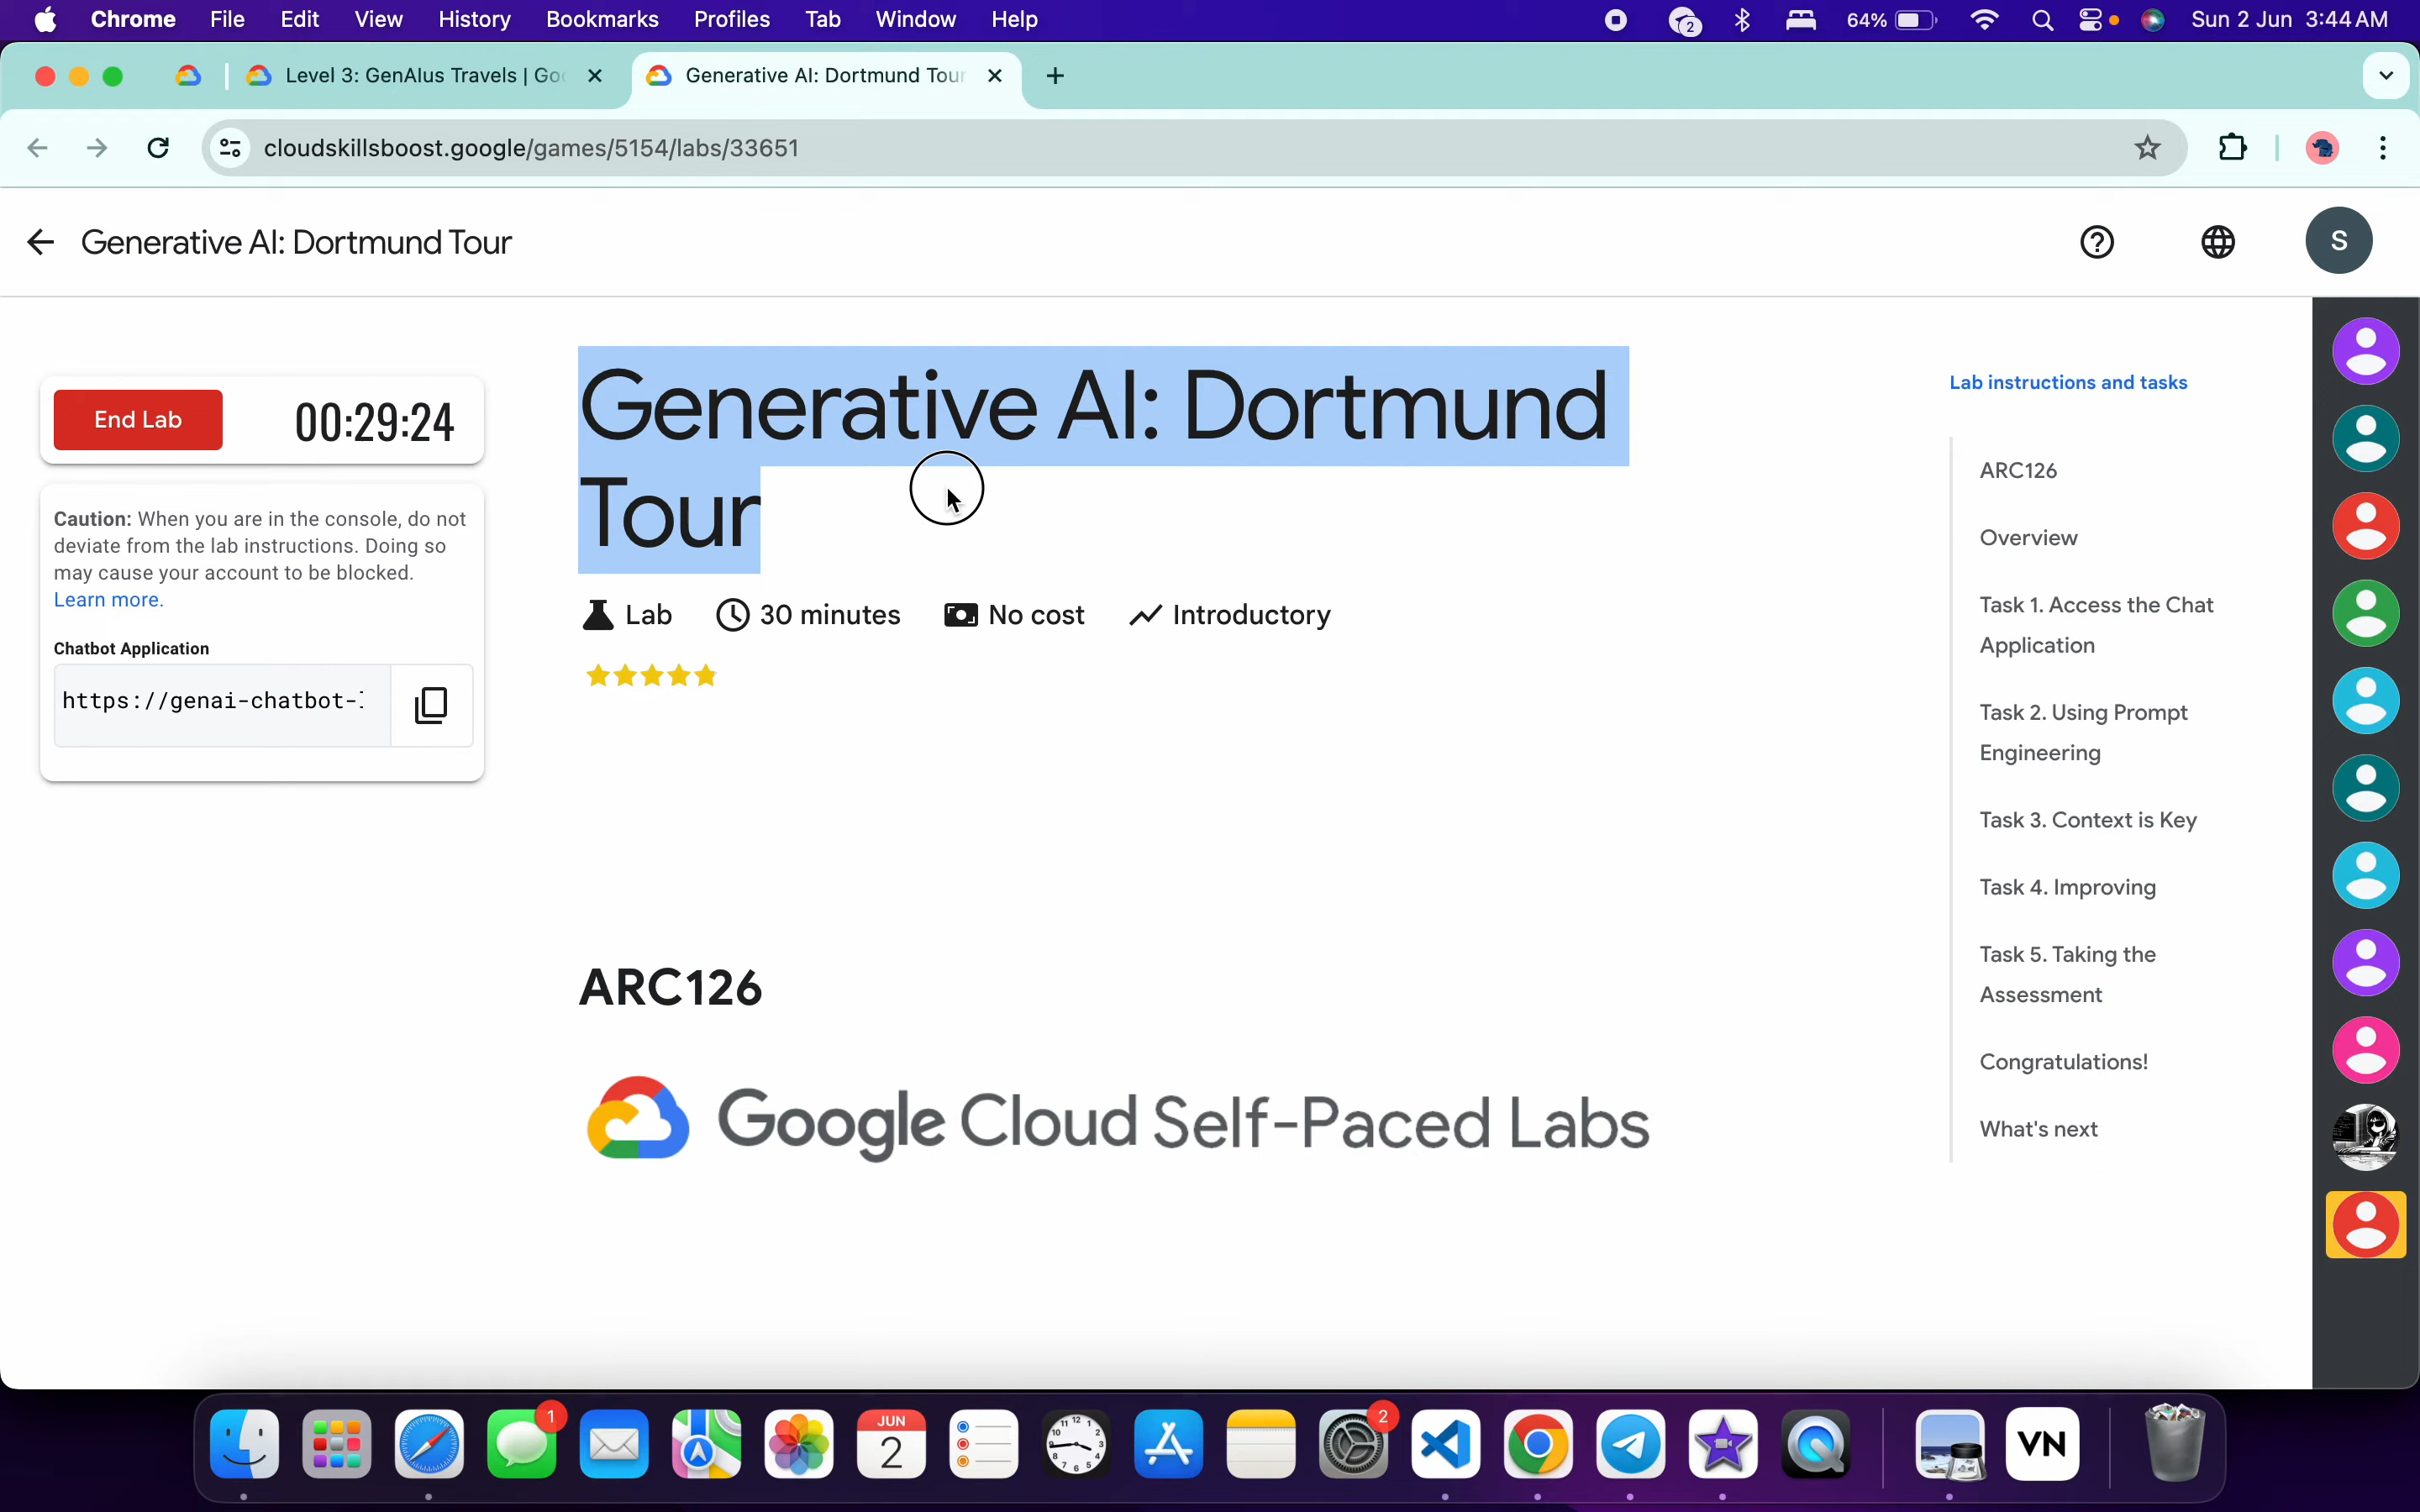 Chrome File Edit View History Bookmarks Profiles Tab Window Help 2 64% Sun 2 Jun 3:44 AM
Level 3: GenAIus Travels | Goo
Generative AI: Dortmund Tour
cloudskillsboost.google/games/5154/labs/33651
Generative AI: Dortmund Tour
S
End Lab 00:29:24
Caution: When you are in the console, do not
deviate from the lab instructions. Doing so
may cause your account to be blocked.
Learn more.
Chatbot Application
https://genai-chatbot-
Generative AI: Dortmund
Tour
Lab 30 minutes No cost Introductory
ARC126
Google Cloud Self-Paced Labs
Lab instructions and tasks
ARC126
Overview
Task 1. Access the Chat
Application
Task 2. Using Prompt
Engineering
Task 3. Context is Key
Task 4. Improving
Task 5. Taking the
Assessment
Congratulations!
What's next
1
JUN
2
2
VN